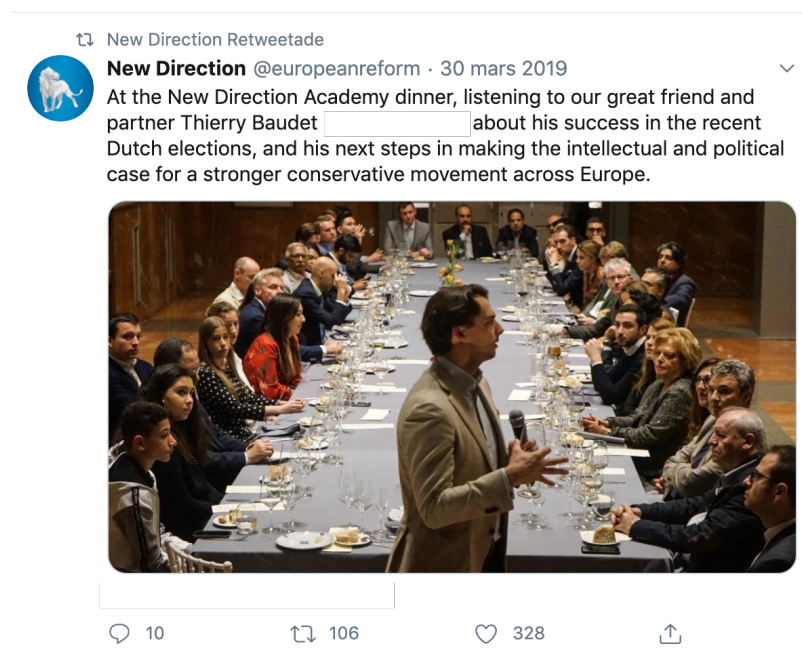 New Direction Retweetade
New Direction @europeanreform · 30 mars 2019
At the New Direction Academy dinner, listening to our great friend and
partner Thierry Baudet about his success in the recent
Dutch elections, and his next steps in making the intellectual and political
case for a stronger conservative movement across Europe.
10 106 328